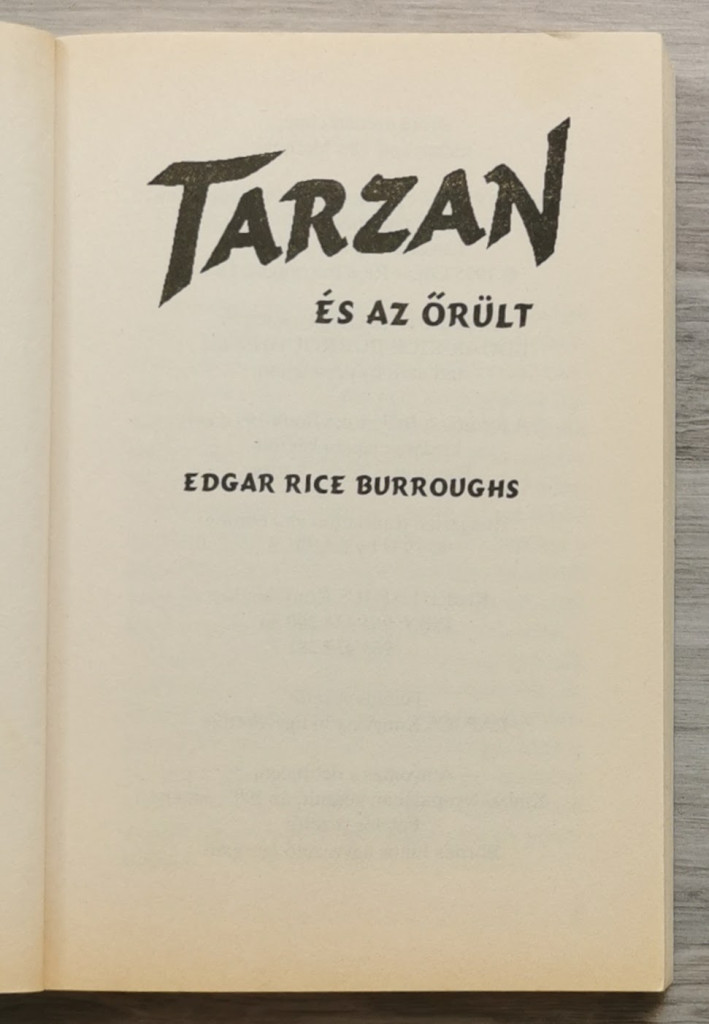 TARZAN
ÉS AZ ŐRÜLT
EDGAR RICE BURROUGHS